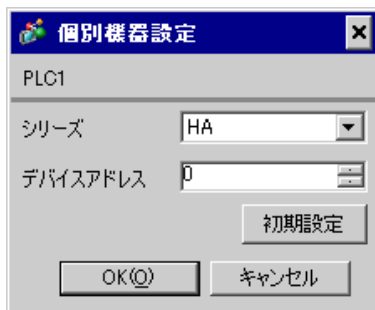 個別機器設定
PLC1
シリーズ HA
デバイスアドレス 0
初期設定
OK(O) キャンセル